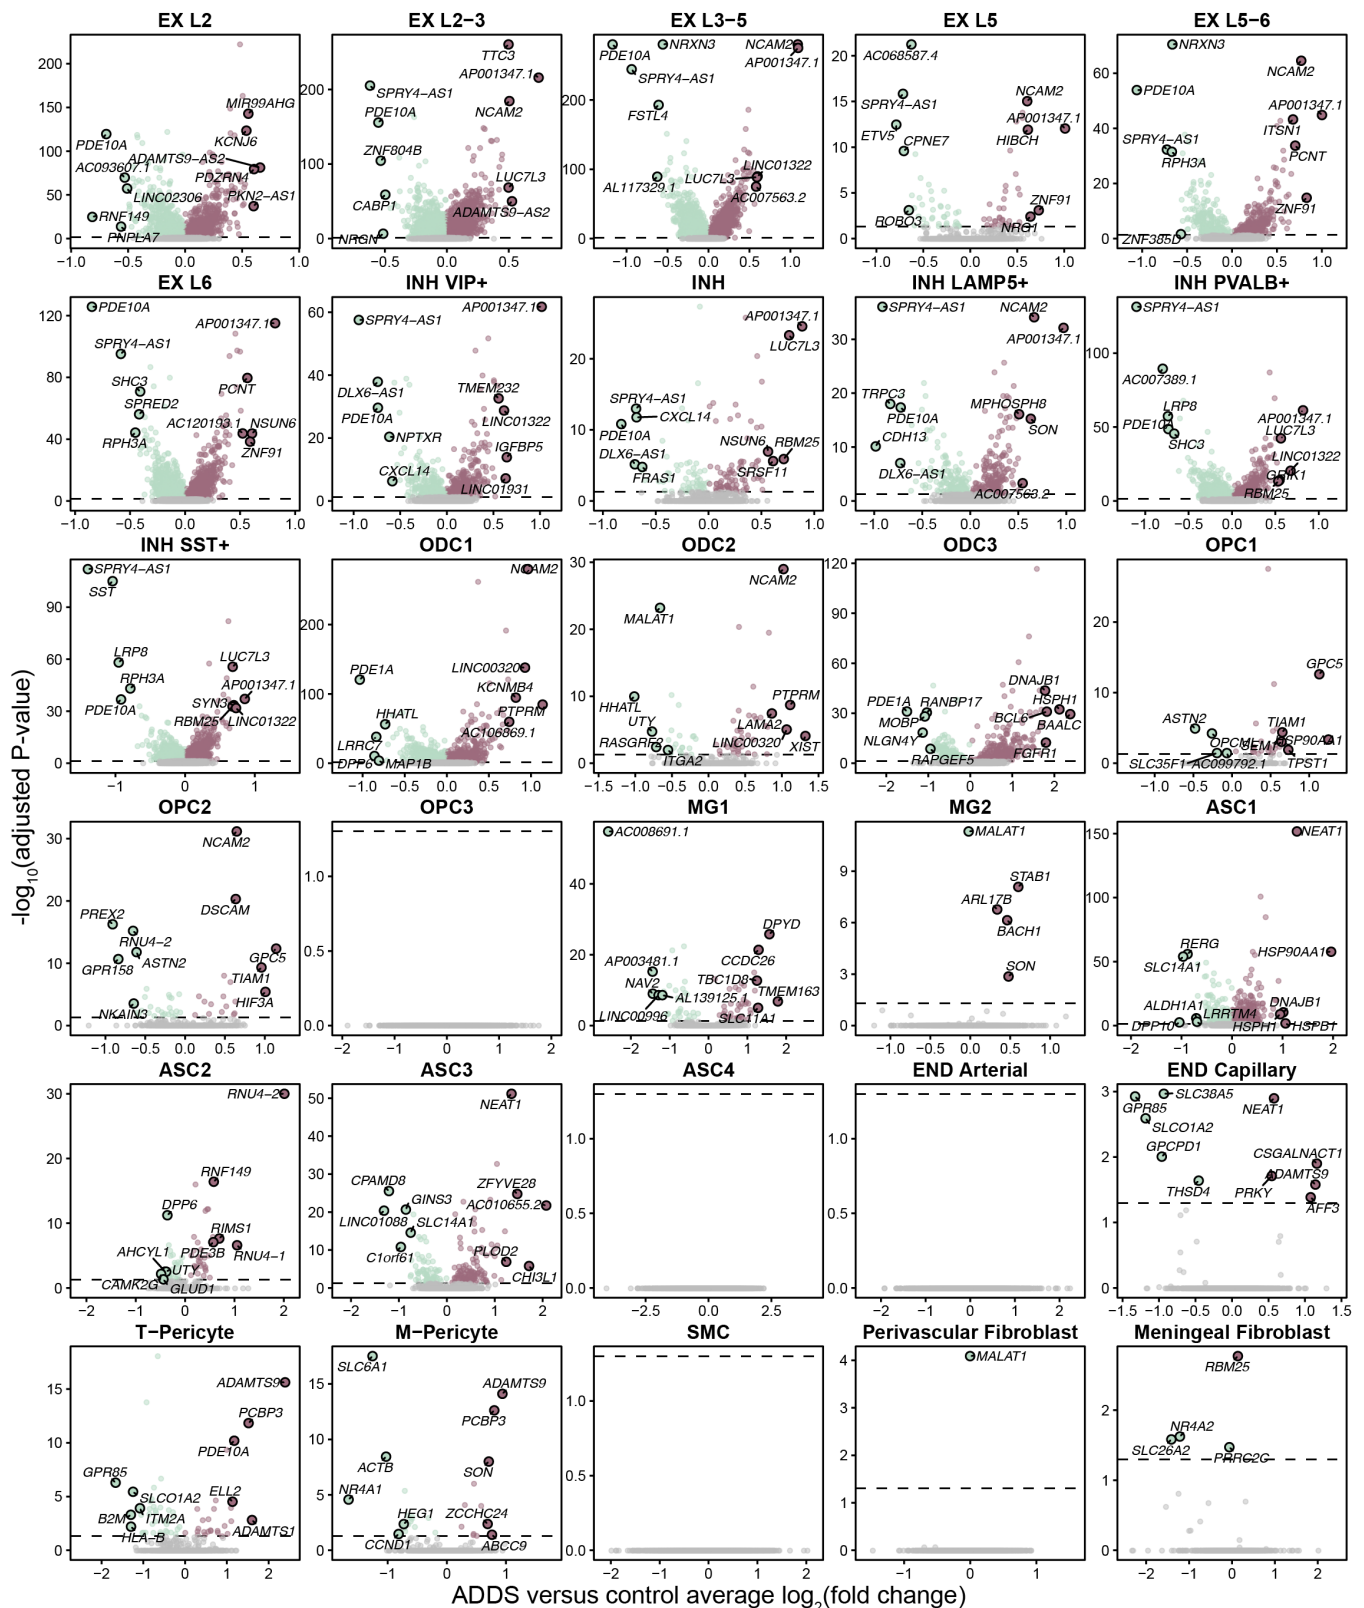 EX L2
EX L2−3
EX L3−5
EX L5
EX L5−6
MIR99AHG
KCNJ6
PDE10A
ADAMTS9−AS2
AC093607.1
PDZRN4
LINC02306
PKN2−AS1
RNF149
PNPLA7
TTC3
AP001347.1
SPRY4−AS1
NCAM2
PDE10A
ZNF804B
LUC7L3
CABP1
ADAMTS9−AS2
NRGN
PDE10A
NRXN3
NCAM2
AP001347.1
SPRY4−AS1
FSTL4
LINC01322
LUC7L3
AL117329.1
AC007563.2
AC068587.4
SPRY4−AS1
NCAM2
AP001347.1
ETV5
CPNE7
HIBCH
ZNF91
ROBO3
NRG1
NRXN3
NCAM2
PDE10A
AP001347.1
ITSN1
SPRY4−AS1
RPH3A
PCNT
ZNF91
ZNF385D
EX L6
INH VIP+
INH
INH LAMP5+
INH PVALB+
PDE10A
AP001347.1
SPRY4−AS1
SHC3
PCNT
SPRED2
AC120193.1
NSUN6
RPH3A
ZNF91
AP001347.1
SPRY4−AS1
DLX6−AS1
TMEM232
PDE10A
LINC01322
NPTXR
IGFBP5
CXCL14
LINC01931
AP001347.1
LUC7L3
SPRY4−AS1
CXCL14
PDE10A
NSUN6
RBM25
DLX6−AS1
SRSF11
FRAS1
SPRY4−AS1
NCAM2
AP001347.1
TRPC3
MPHOSPH8
PDE10A
SON
CDH13
DLX6−AS1
AC007563.2
SPRY4−AS1
AC007389.1
LRP8
AP001347.1
PDE10A
LUC7L3
SHC3
LINC01322
GRIK1
RBM25
INH SST+
ODC1
ODC2
ODC3
OPC1
SPRY4−AS1
SST
LRP8
LUC7L3
RPH3A
AP001347.1
PDE10A
SYN3
RBM25
LINC01322
NCAM2
PDE1A
LINC00320
KCNMB4
HHATL
PTPRM
LRRC7
AC106869.1
DPP6
MAP1B
NCAM2
MALAT1
PTPRM
HHATL
UTY
LAMA2
RASGRF2
LINC00320
XIST
ITGA2
DNAJB1
PDE1A
RANBP17
HSPH1
MOBP
BCL6
BAALC
NLGN4Y
FGFR1
RAPGEF5
GPC5
ASTN2
TIAM1
OPCML
SEM1
HSP90AA1
SLC35F1
AC099792.1
TPST1
OPC2
OPC3
MG1
MG2
ASC1
NCAM2
PREX2
DSCAM
RNU4−2
GPR158
ASTN2
GPC5
TIAM1
NKAIN3
HIF3A
AC008691.1
DPYD
AP003481.1
CCDC26
NAV2
TBC1D8
AL139125.1
TMEM163
LINC00996
SLC11A1
MALAT1
STAB1
ARL17B
BACH1
SON
NEAT1
RERG
HSP90AA1
SLC14A1
ALDH1A1
DNAJB1
LRRTM4
DPP10
HSPH1
HSPB1
ASC2
ASC3
ASC4
END Arterial
END Capillary
RNU4−2
RNF149
DPP6
RIMS1
AHCYL1
PDE3B
RNU4−1
UTY
CAMK2G
GLUD1
NEAT1
CPAMD8
ZFYVE28
GINS3
AC010655.2
LINC01088
SLC14A1
C1orf61
PLOD2
CHI3L1
SLC38A5
GPR85
NEAT1
SLCO1A2
GPCPD1
CSGALNACT1
ADAMTS9
THSD4
PRKY
AFF3
T−Pericyte
M−Pericyte
SMC
Perivascular Fibroblast
Meningeal Fibroblast
ADAMTS9
PCBP3
PDE10A
GPR85
SLCO1A2
ELL2
B2M
ITM2A
HLA−B
ADAMTS1
SLC6A1
ADAMTS9
PCBP3
ACTB
SON
NR4A1
HEG1
ZCCHC24
CCND1
ABCC9
MALAT1
RBM25
NR4A2
SLC26A2
PRRC2C
-log10(adjusted P-value)
ADDS versus control average log2(fold change)